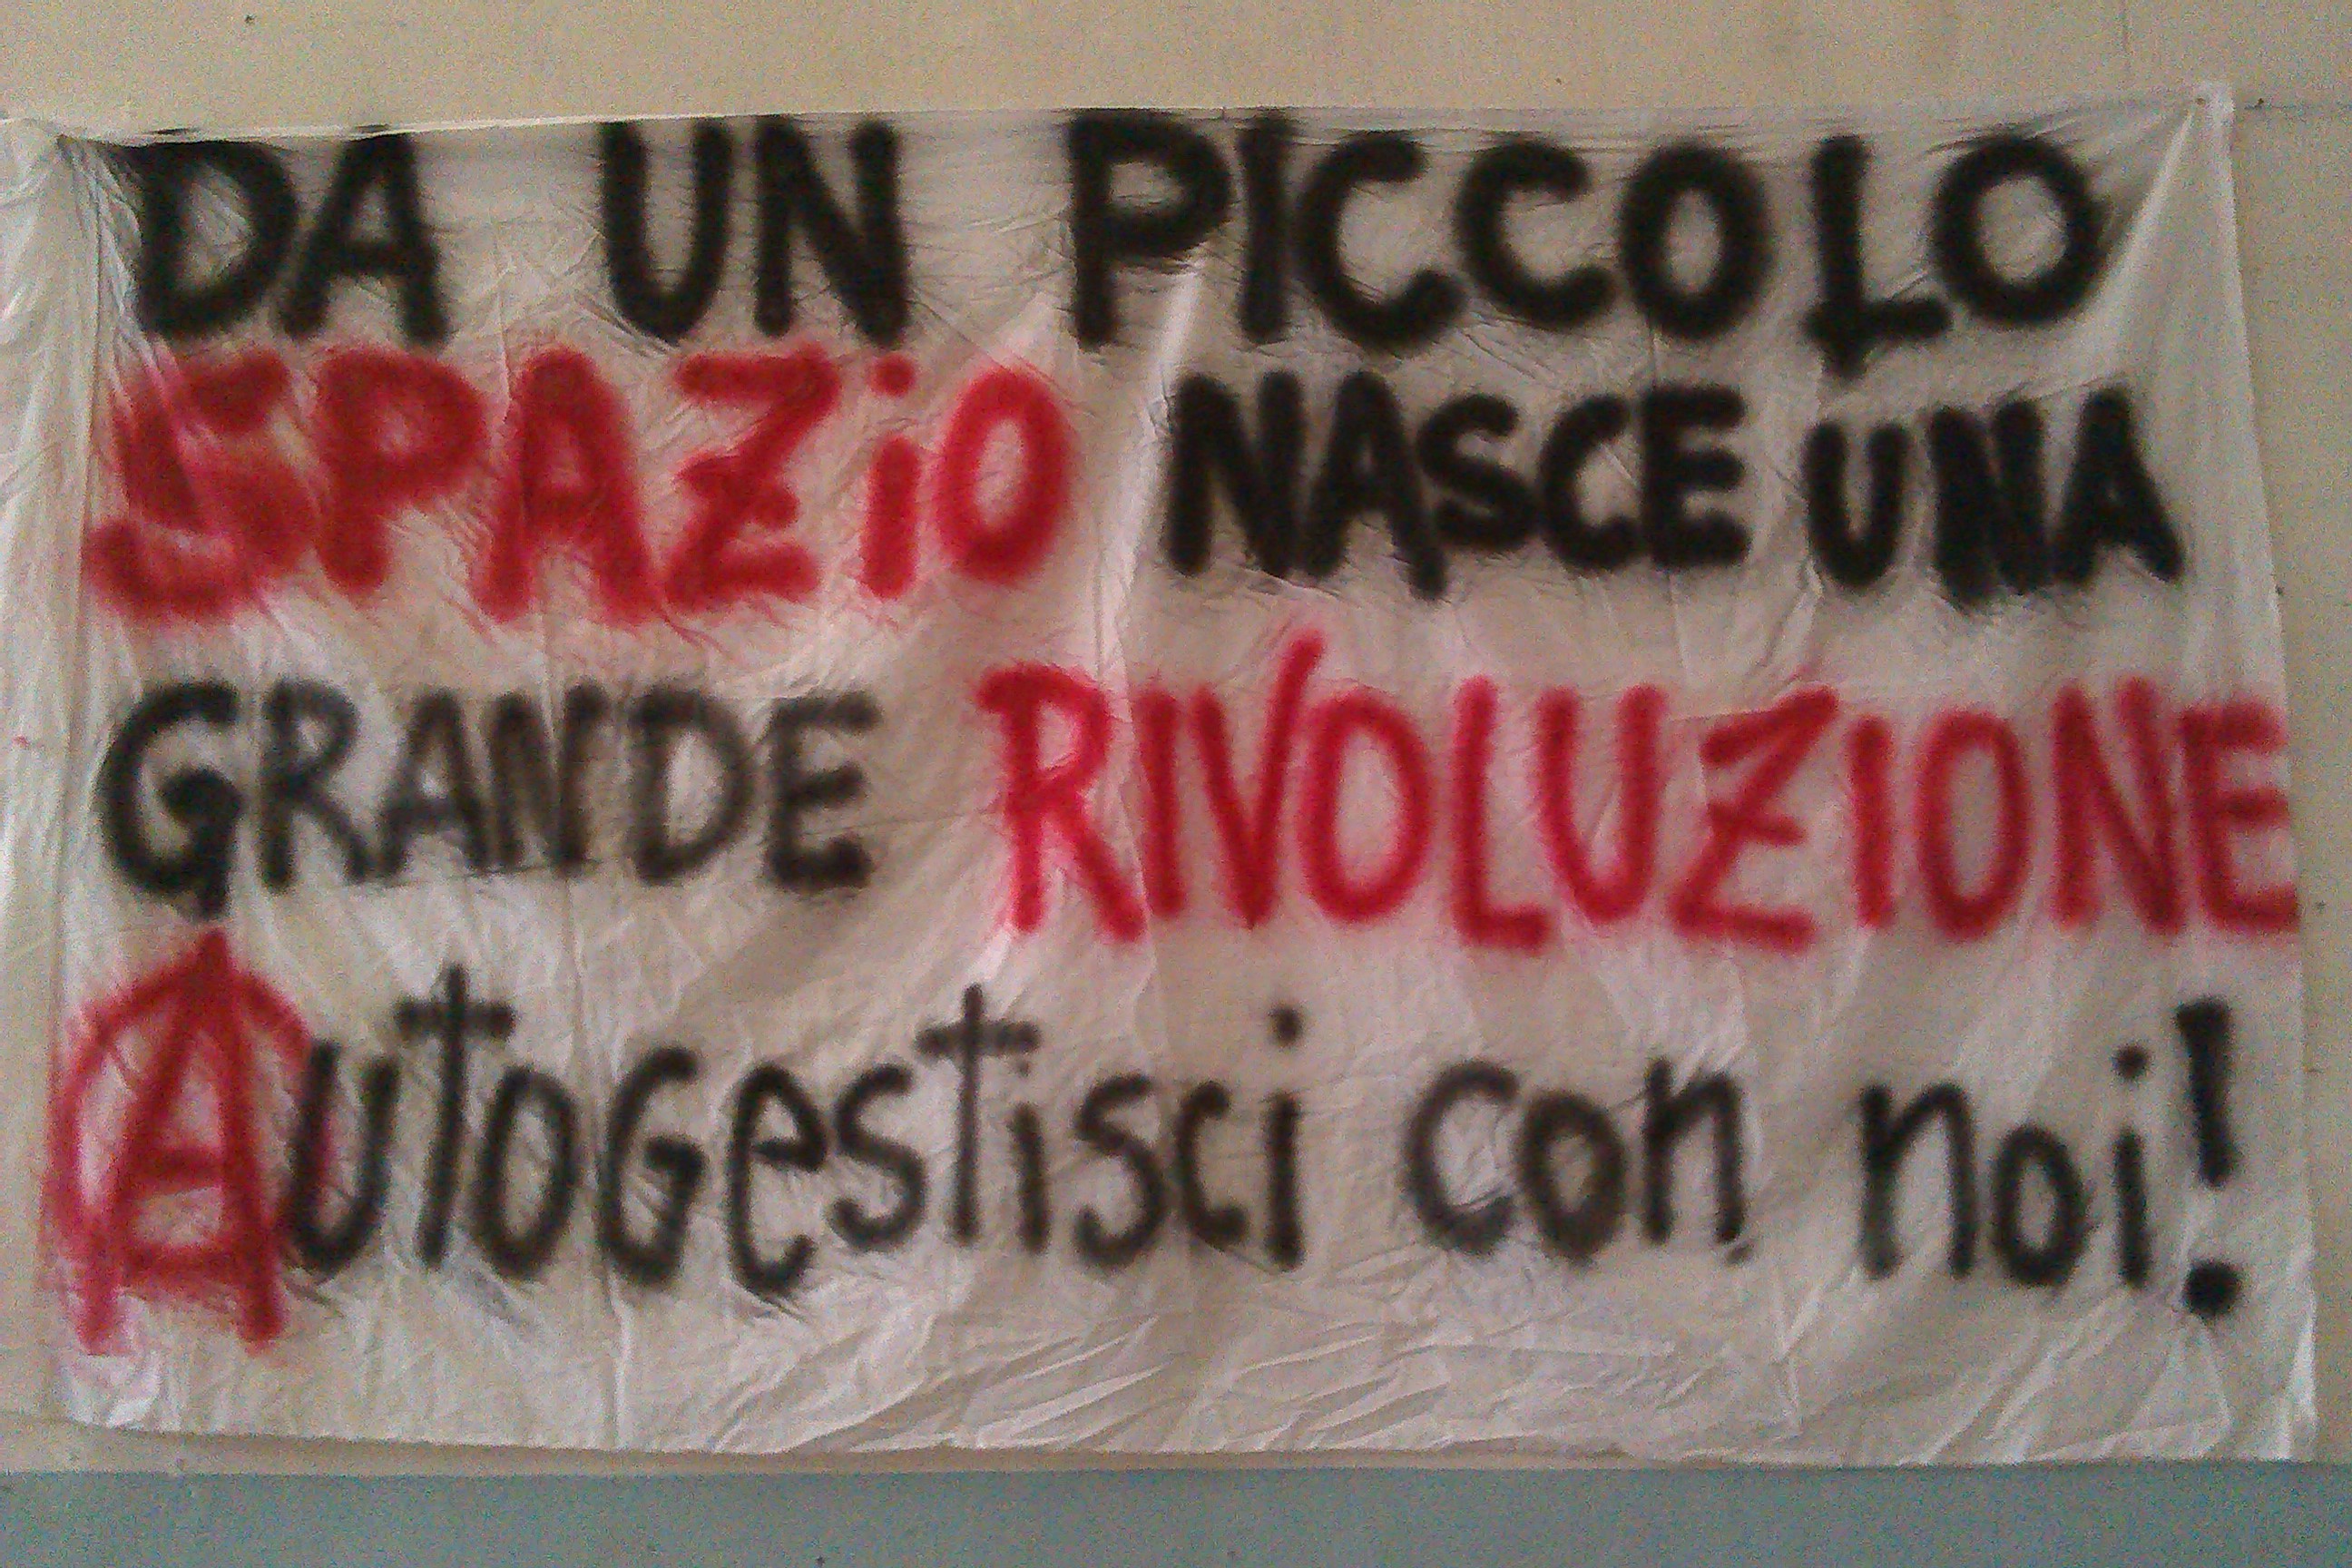 DA UN PICCOLO
SPAZiO NASCE UNA
GRANDE RIVOLUZIONE
AutoGestisci con noi!